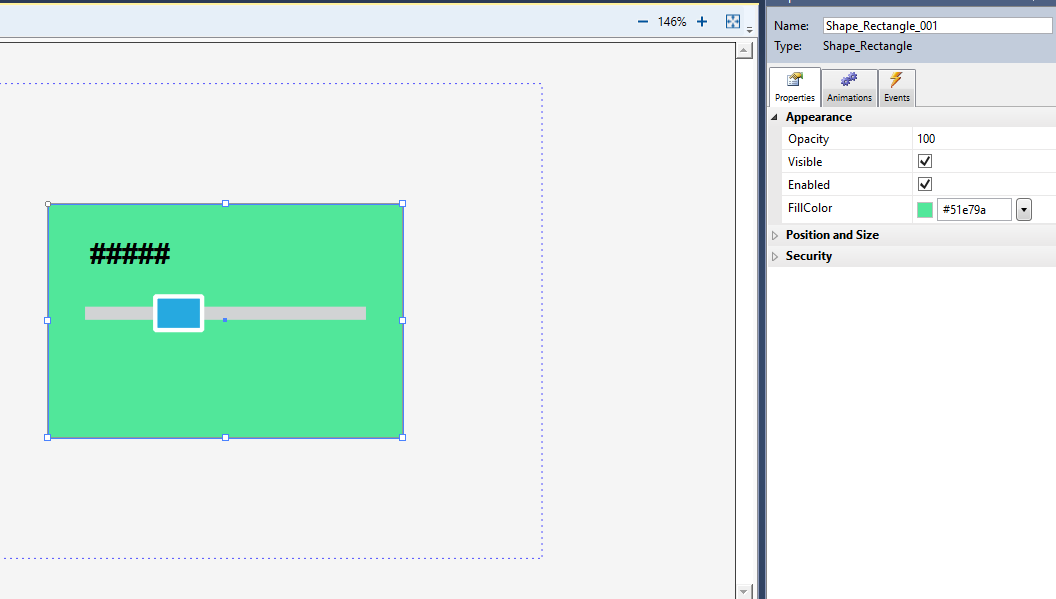 146%
Name: Shape_Rectangle_001
Type: Shape_Rectangle
Properties Animations Events
Appearance
Opacity 100
Visible
Enabled
FillColor #51e79a
Position and Size
Security
#####